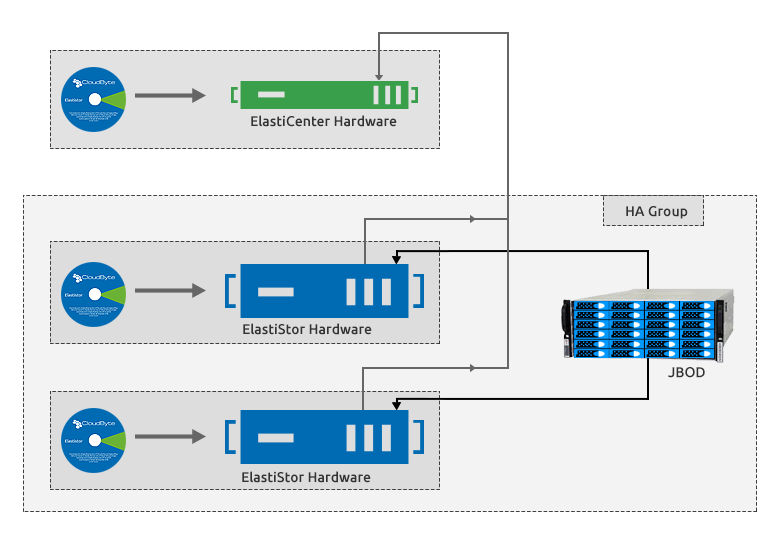 CloudByte
ElastiStor
ElastiCenter Hardware
HA Group
CloudByte
ElastiStor
ElastiStor Hardware
JBOD
CloudByte
ElastiStor
ElastiStor Hardware